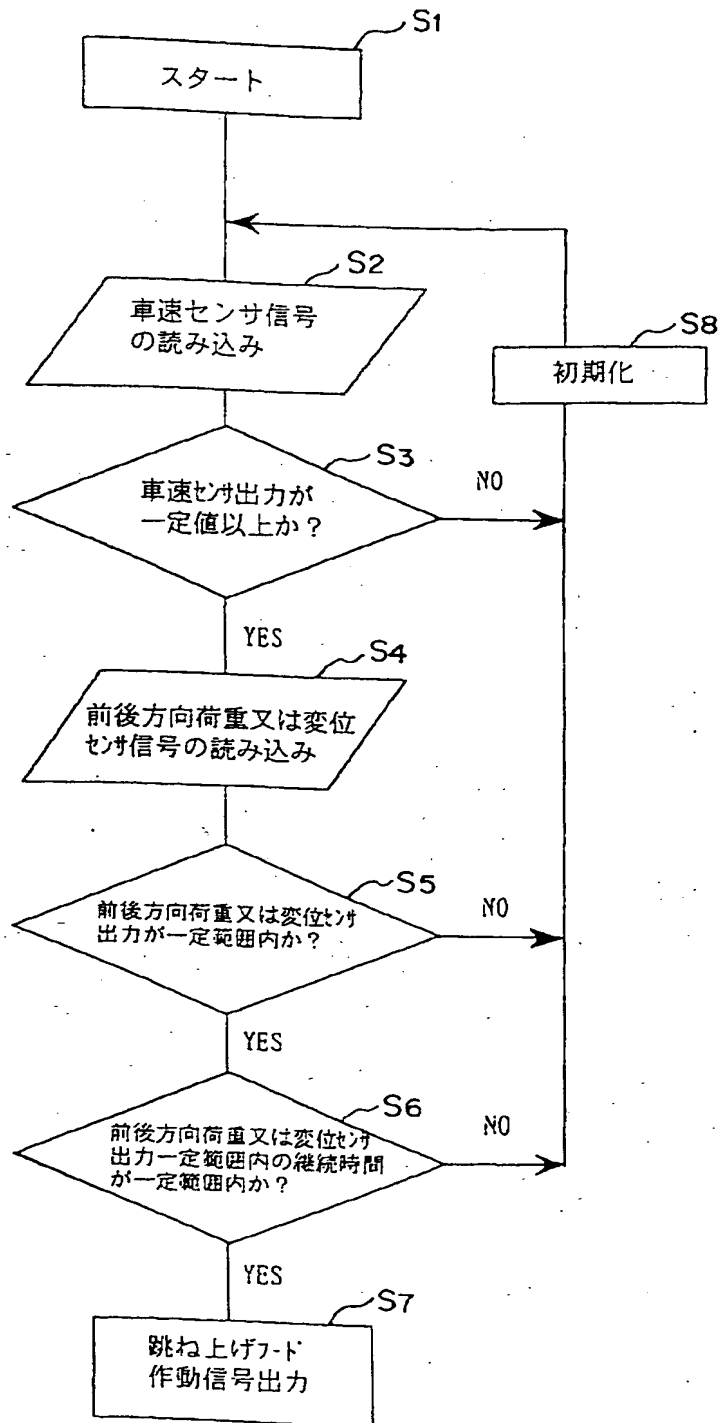 S1
スタート
S2
車速センサ信号
の読み込み
S8
初期化
S3
車速センサ出力が
一定値以上か？
NO
YES
S4
前後方向荷重又は変位
センサ信号の読み込み
S5
前後方向荷重又は変位センサ
出力が一定範囲内か？
NO
YES
S6
前後方向荷重又は変位センサ
出力一定範囲内の継続時間
が一定範囲内か？
NO
YES
S7
跳ね上げフード
作動信号出力